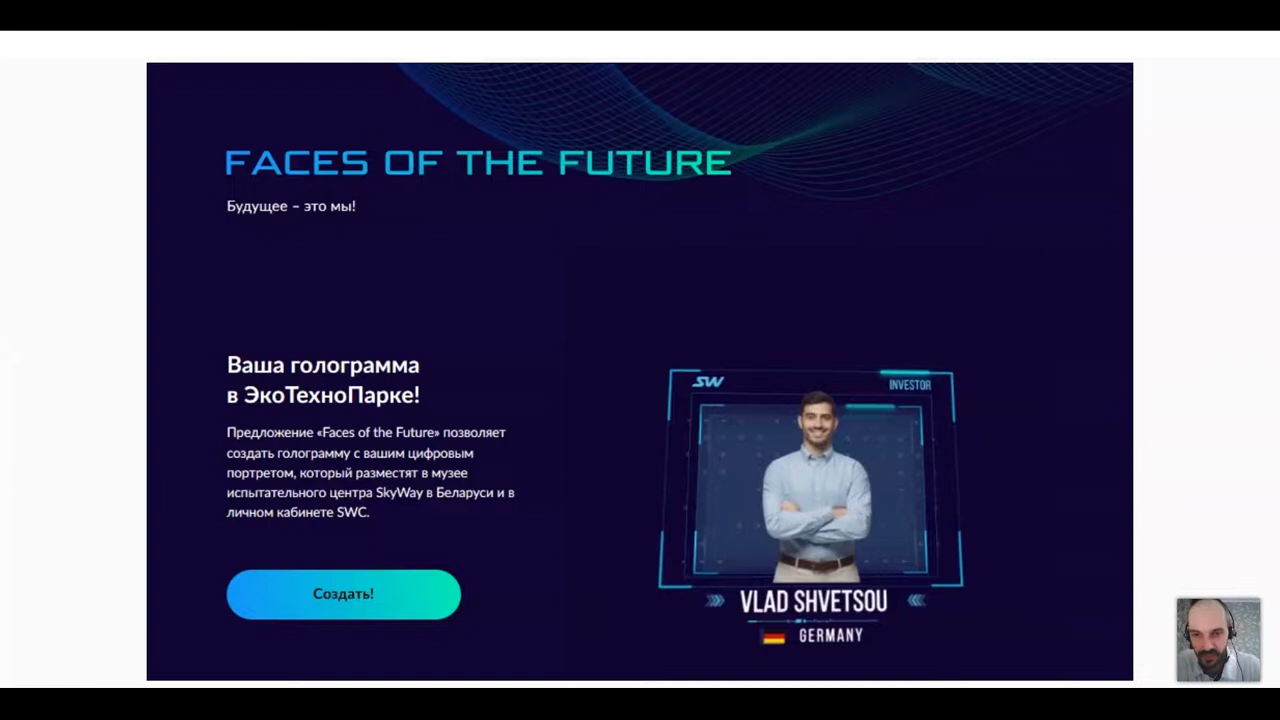 FACES OF THE FUTURE
Будущее – это мы!
Ваша голограмма
в ЭкоТехноПарке!
Предложение «Faces of the Future» позволяет
создать голограмму с вашим цифровым
портретом, который разместят в музее
испытательного центра SkyWay в Беларуси и в
личном кабинете SWC.
Создать!
SW
INVESTOR
VLAD SHVETSOU
GERMANY